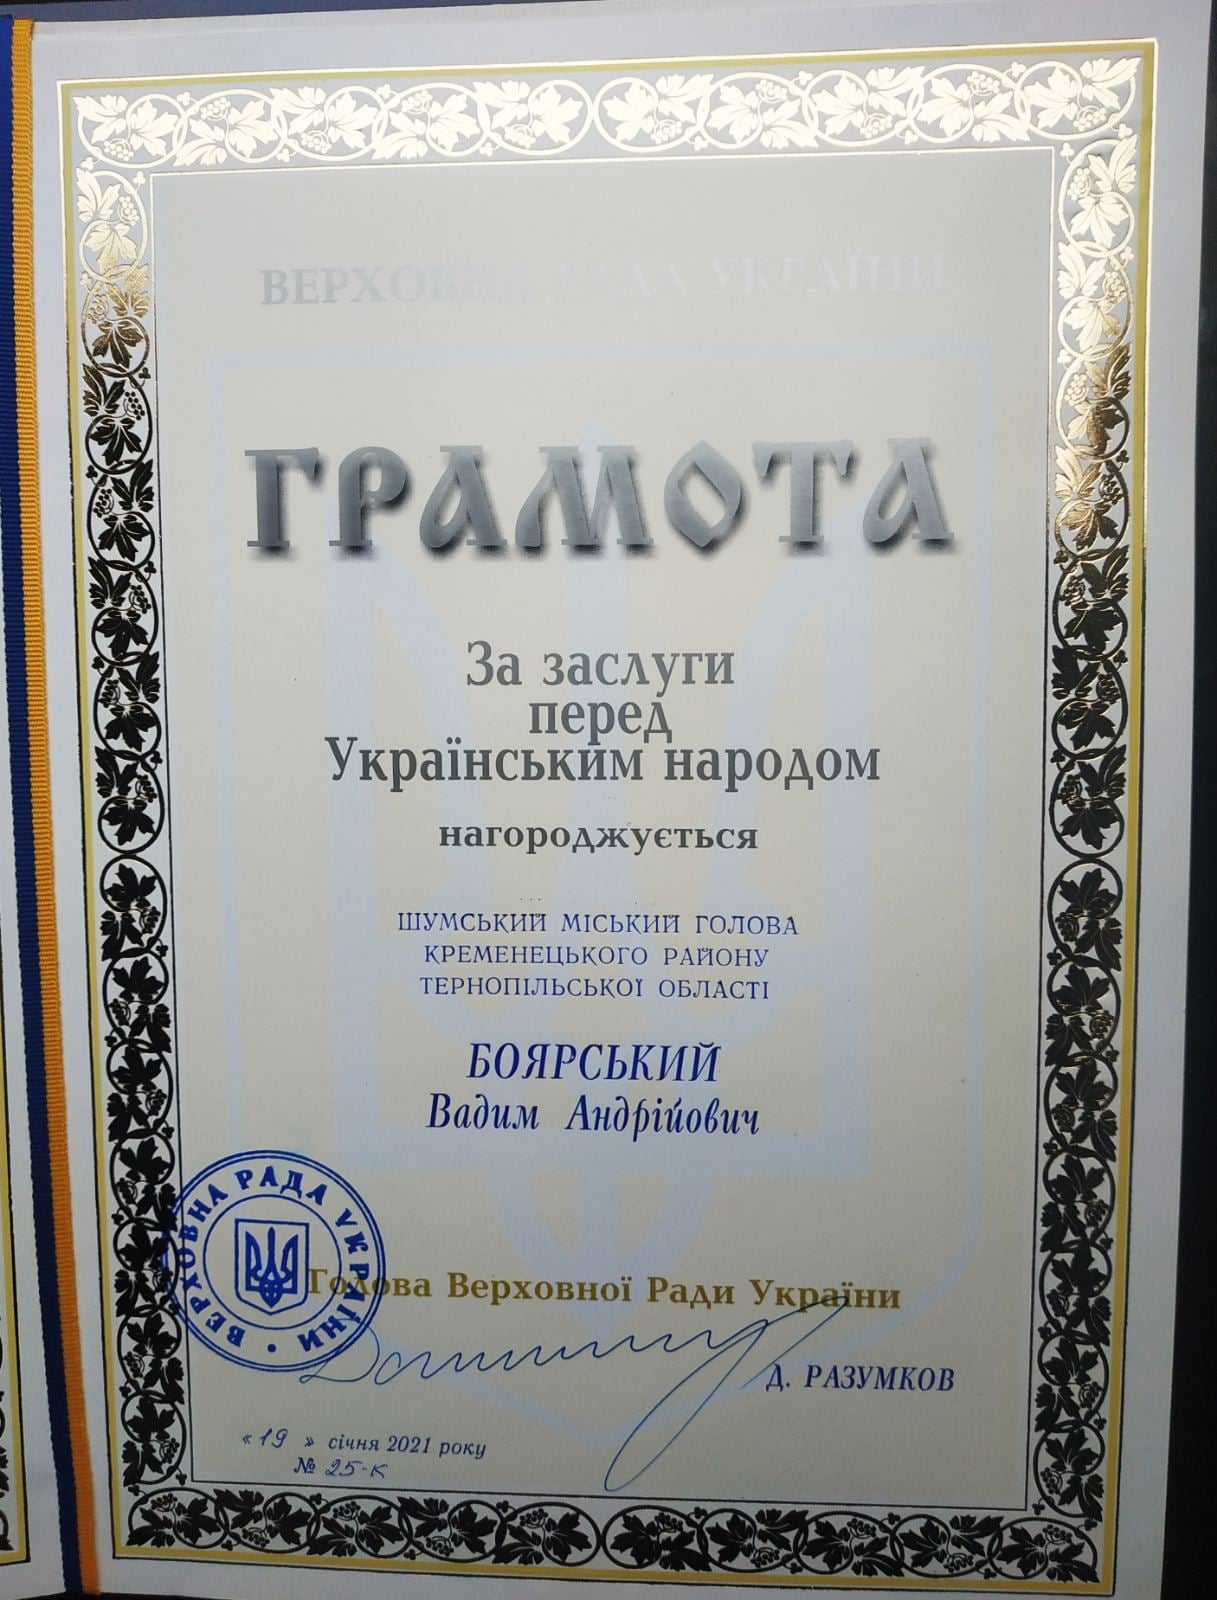 ВЕРХОВНА РАДА УКРАЇНИ
ГРАМОТА
За заслуги
перед
Українським народом
нагороджується
ШУМСЬКИЙ МІСЬКИЙ ГОЛОВА
КРЕМЕНЕЦЬКОГО РАЙОНУ
ТЕРНОПІЛЬСЬКОЇ ОБЛАСТІ
БОЯРСЬКИЙ
Вадим Андрійович
ВЕРХОВНА РАДА УКРАЇНИ
Голова Верховної Ради України
Д. РАЗУМКОВ
«19» січня 2021 року
№ 25-к